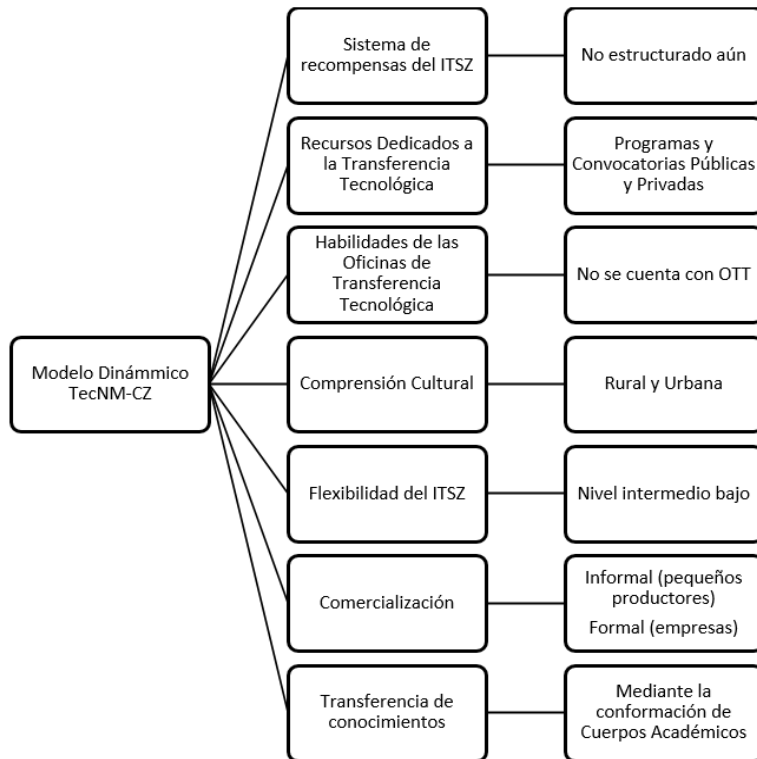 Sistema de
recompensas del ITSZ
No estructurado aún
Recursos Dedicados a
la Transferencia
Tecnológica
Programas y
Convocatorias Públicas
y Privadas
Habilidades de las
Oficinas de
Transferencia
Tecnológica
No se cuenta con OTT
Modelo Dinámmico
TecNM-CZ
Comprensión Cultural
Rural y Urbana
Flexibilidad del ITSZ
Nivel intermedio bajo
Comercialización
Informal (pequeños
productores)
Formal (empresas)
Transferencia de
conocimientos
Mediante la
conformación de
Cuerpos Académicos